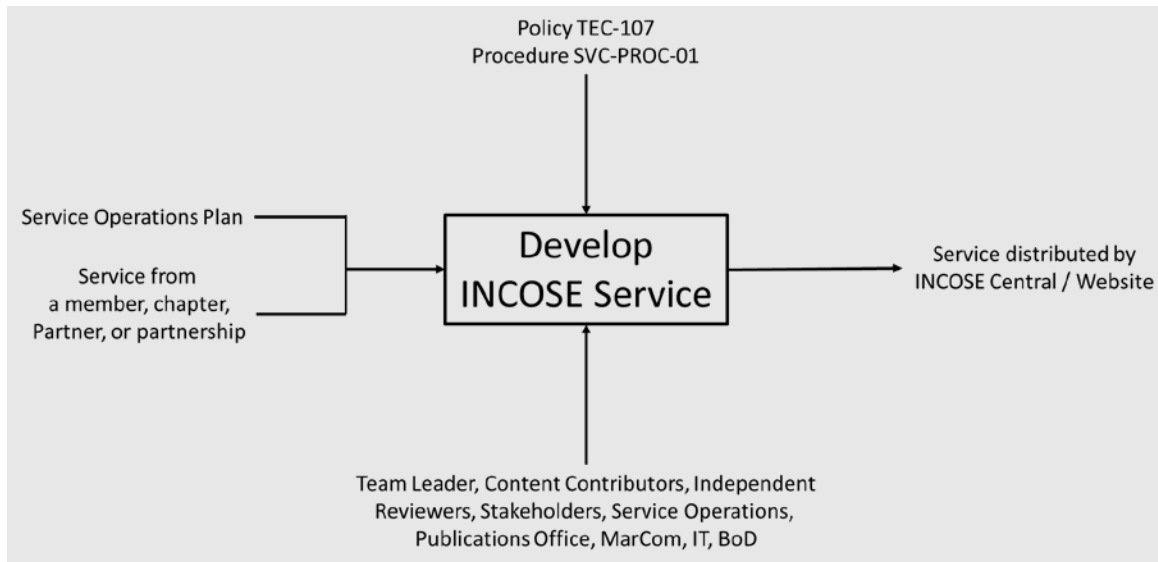 Policy TEC-107
Procedure SVC-PROC-01
Service Operations Plan
Service from
a member, chapter,
Partner, or partnership
Develop
INCOSE Service
Service distributed by
INCOSE Central / Website
Team Leader, Content Contributors, Independent
Reviewers, Stakeholders, Service Operations,
Publications Office, MarCom, IT, BoD